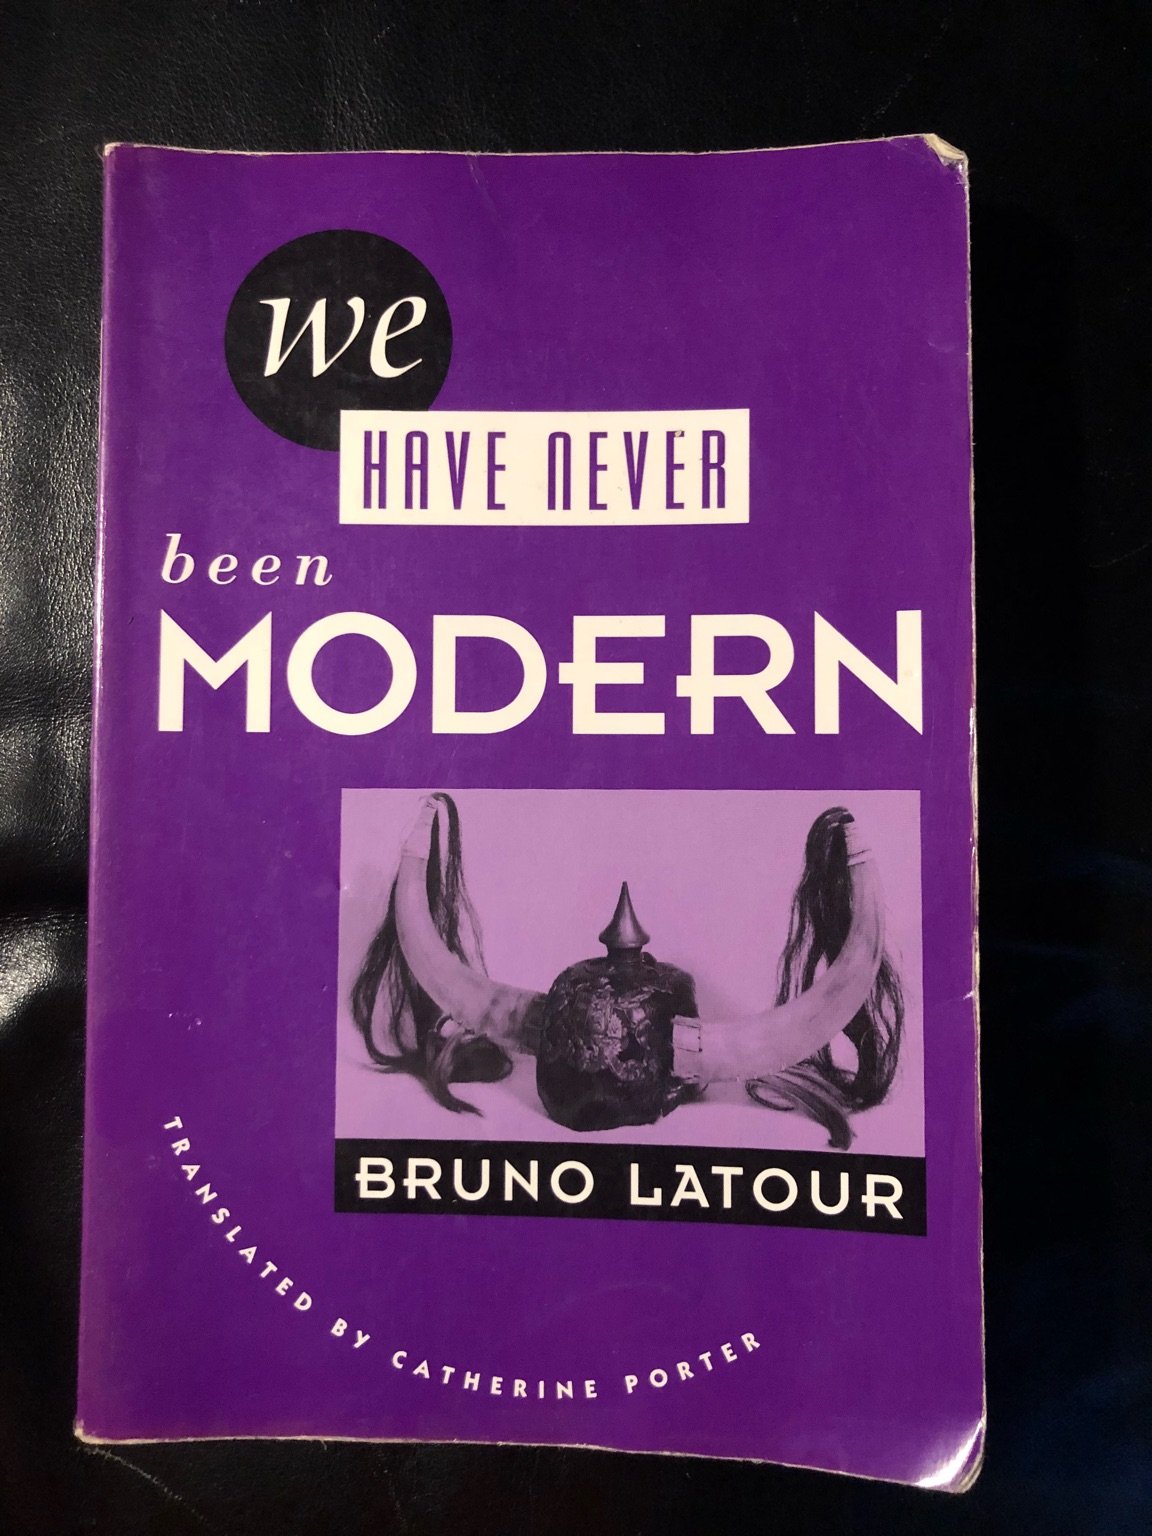 we
HAVE NEVER
been
MODERN
BRUNO LATOUR
TRANSLATED BY CATHERINE PORTER